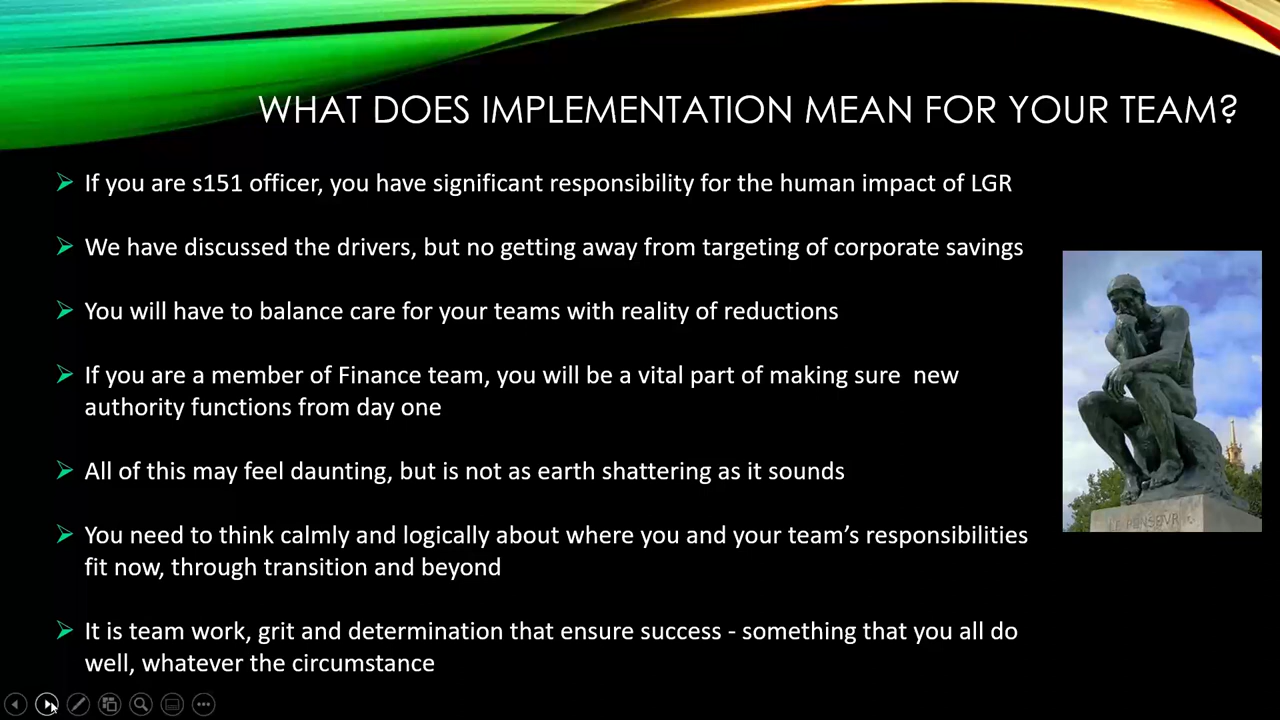 WHAT DOES IMPLEMENTATION MEAN FOR YOUR TEAM?
If you are s151 officer, you have significant responsibility for the human impact of LGR
We have discussed the drivers, but no getting away from targeting of corporate savings
You will have to balance care for your teams with reality of reductions
If you are a member of Finance team, you will be a vital part of making sure  new
authority functions from day one
All of this may feel daunting, but is not as earth shattering as it sounds
You need to think calmly and logically about where you and your team’s responsibilities
fit now, through transition and beyond
It is team work, grit and determination that ensure success - something that you all do
well, whatever the circumstance